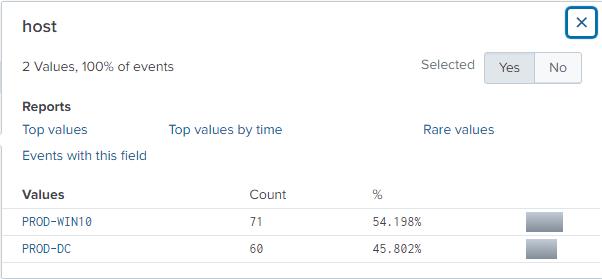 host
2 Values, 100% of events Selected Yes No
Reports
Top values Top values by time Rare values
Events with this field
Values Count %
PROD-WIN10 71 54.198%
PROD-DC 60 45.802%